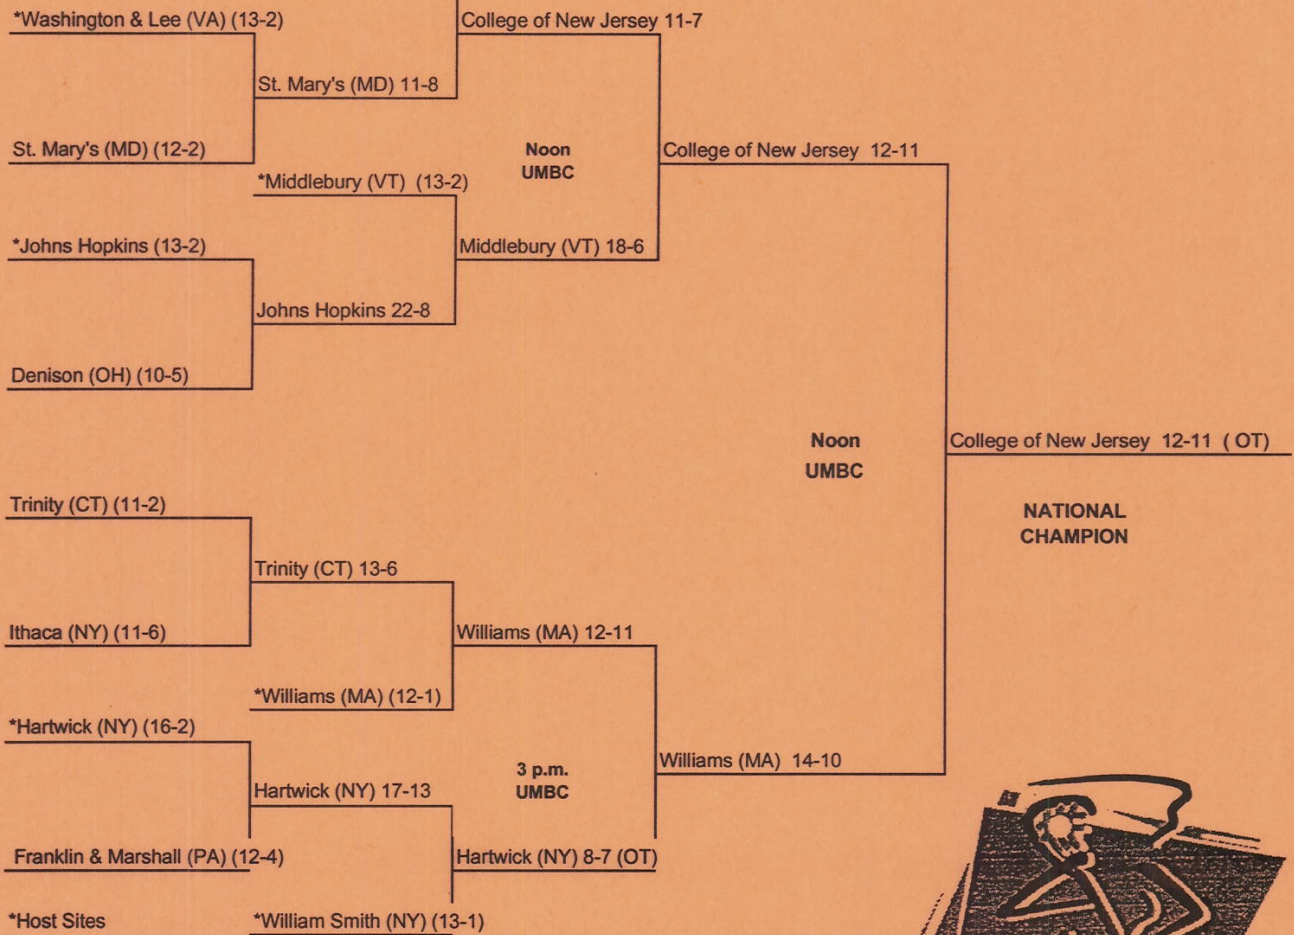 *Washington & Lee (VA) (13-2)
College of New Jersey 11-7
St. Mary's (MD) 11-8
St. Mary's (MD) (12-2)
Noon
UMBC
College of New Jersey 12-11
*Middlebury (VT) (13-2)
*Johns Hopkins (13-2)
Middlebury (VT) 18-6
Johns Hopkins 22-8
Denison (OH) (10-5)
Noon
UMBC
College of New Jersey 12-11 ( OT)
NATIONAL
CHAMPION
Trinity (CT) (11-2)
Trinity (CT) 13-6
Ithaca (NY) (11-6)
Williams (MA) 12-11
*Williams (MA) (12-1)
*Hartwick (NY) (16-2)
3 p.m.
UMBC
Williams (MA) 14-10
Hartwick (NY) 17-13
Franklin & Marshall (PA) (12-4)
Hartwick (NY) 8-7 (OT)
*Host Sites
*William Smith (NY) (13-1)